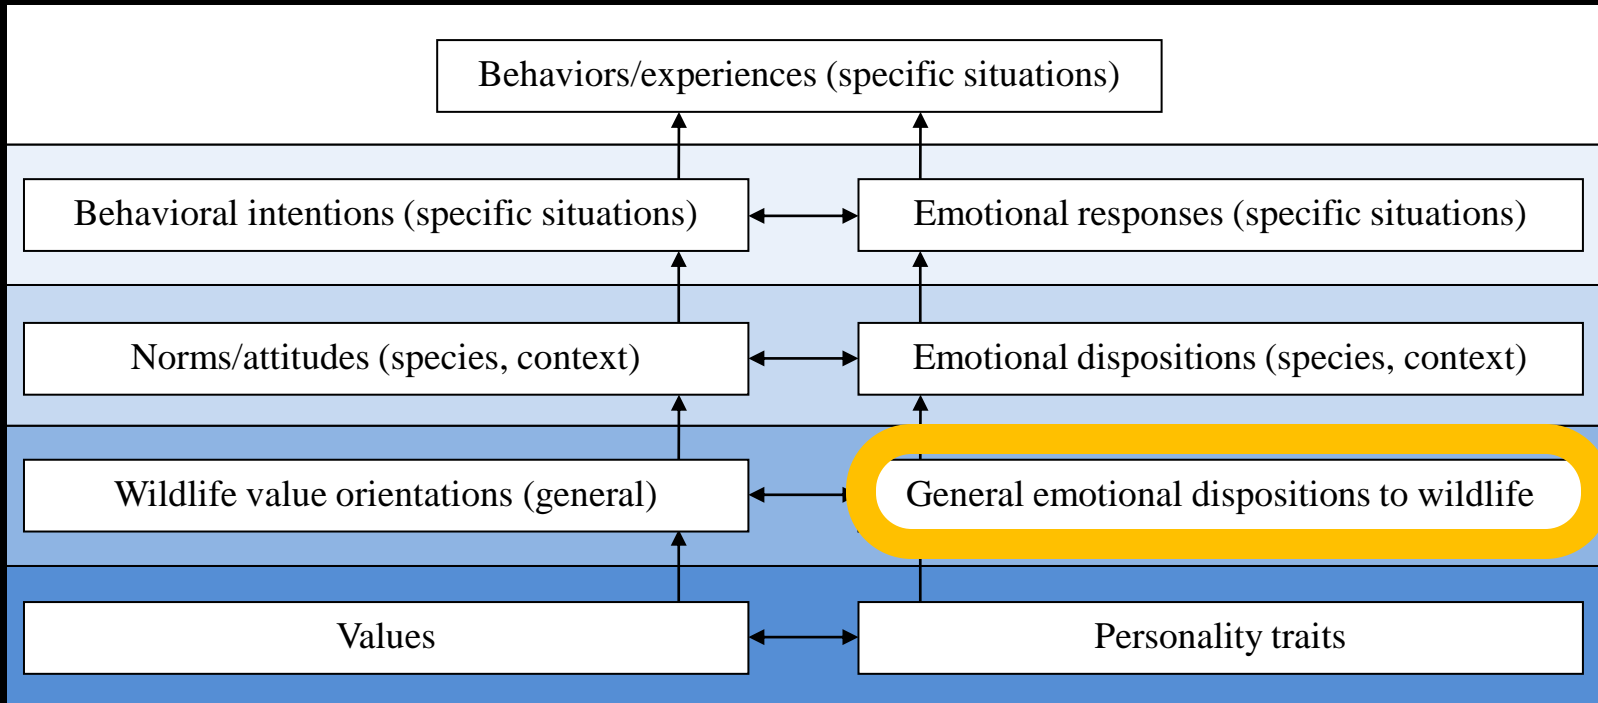 Behaviors/experiences (specific situations)
Behavioral intentions (specific situations)
Emotional responses (specific situations)
Norms/attitudes (species, context)
Emotional dispositions (species, context)
Wildlife value orientations (general)
General emotional dispositions to wildlife
Values
Personality traits